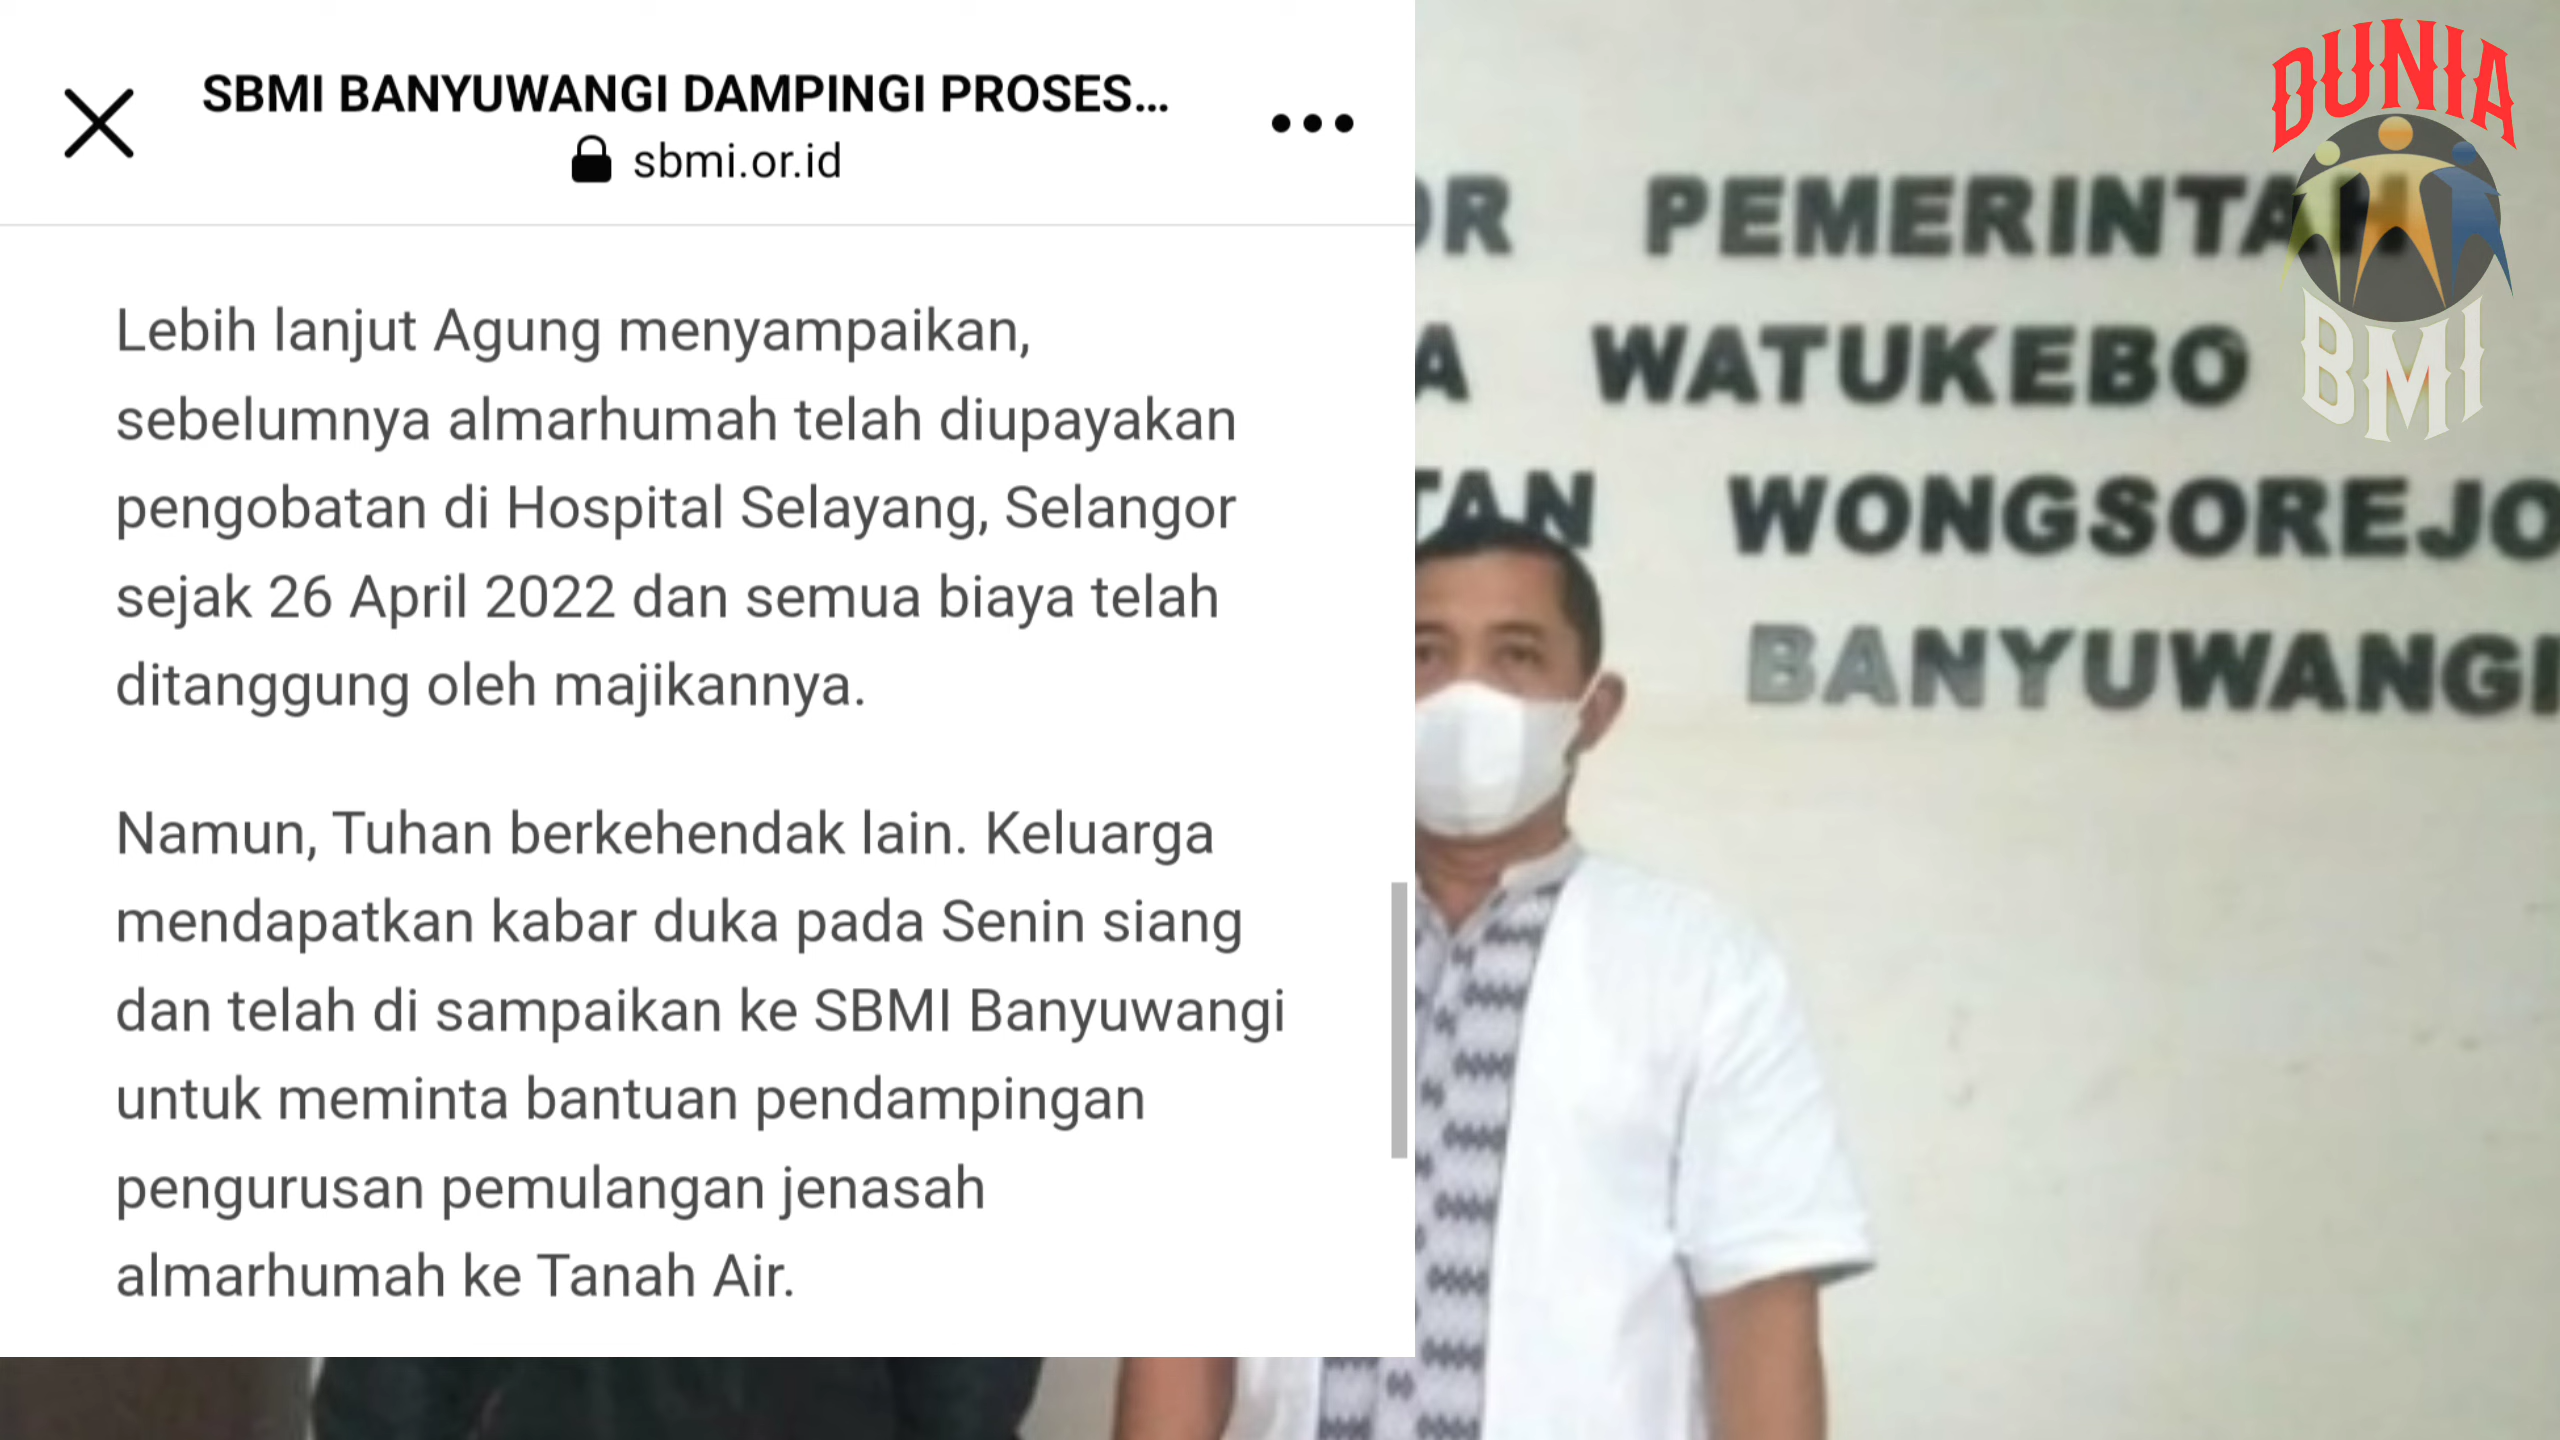 SBMI BANYUWANGI DAMPINGI PROSES...
sbmi.or.id
Lebih lanjut Agung menyampaikan,
sebelumnya almarhumah telah diupayakan
pengobatan di Hospital Selayang, Selangor
sejak 26 April 2022 dan semua biaya telah
ditanggung oleh majikannya.
Namun, Tuhan berkehendak lain. Keluarga
mendapatkan kabar duka pada Senin siang
dan telah di sampaikan ke SBMI Banyuwangi
untuk meminta bantuan pendampingan
pengurusan pemulangan jenasah
almarhumah ke Tanah Air.
OR PEMERINTAH
A WATUKEBO
TAN WONGSOREJO
BANYUWANGI
DUNIA
BMI